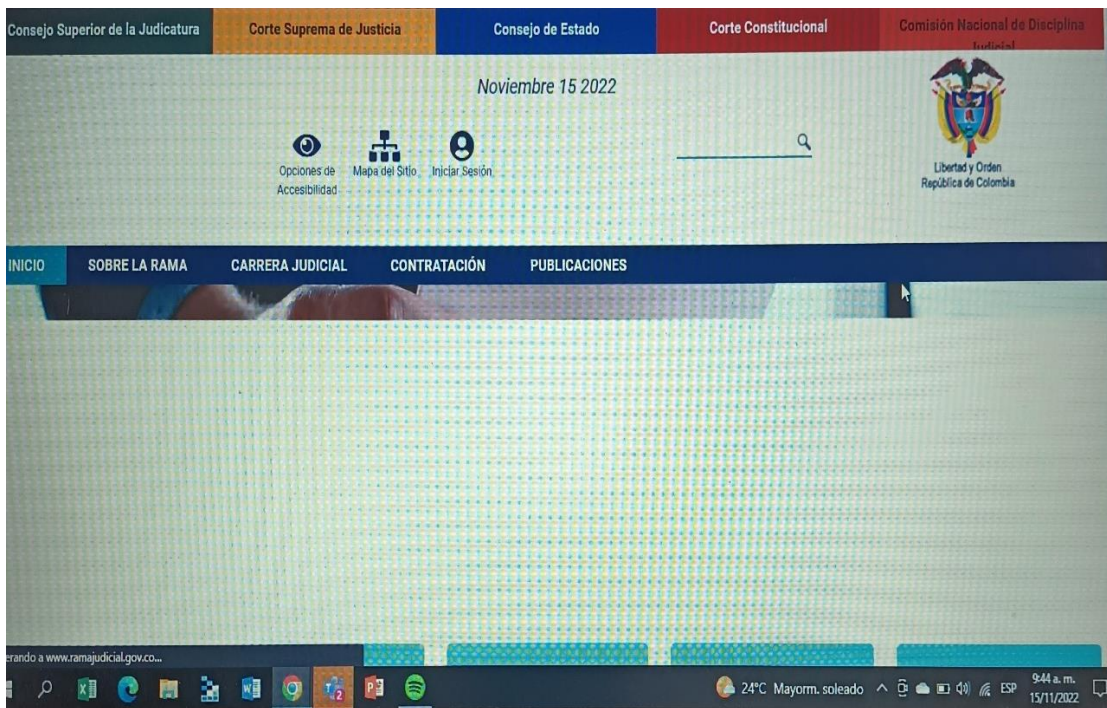 Consejo Superior de la Judicatura
Corte Suprema de Justicia
Consejo de Estado
Corte Constitucional
Comisión Nacional de Disciplina
Judicial
Noviembre 15 2022
Opciones de
Accesibilidad
Mapa del Sitio
Iniciar Sesión
Libertad y Orden
República de Colombia
INICIO
SOBRE LA RAMA
CARRERA JUDICIAL
CONTRATACIÓN
PUBLICACIONES
erando a www.ramajudicial.gov.co...
24°C Mayorm. soleado
ESP
9:44 a. m.
15/11/2022